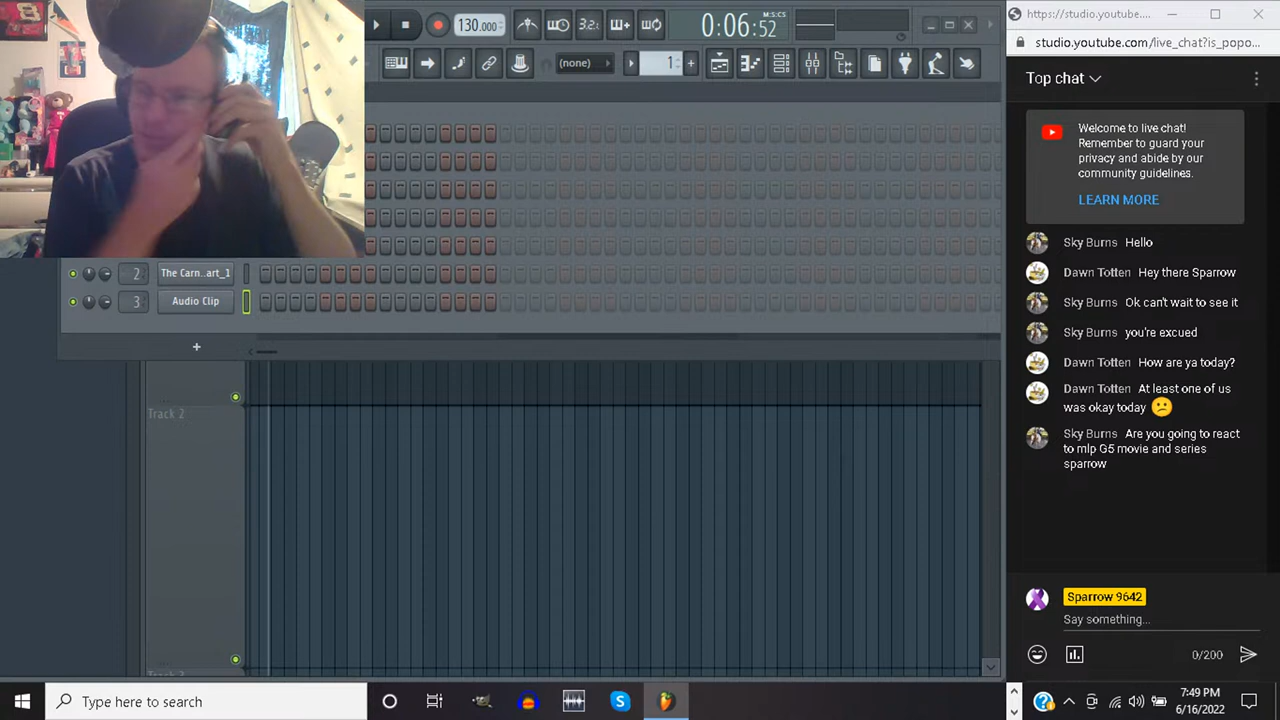 130.000
3.2.
0:06:52
M:S:CS
(none)
1
2
The Carn..art_1
3
Audio Clip
+
Track 2
https://studio.youtube....
studio.youtube.com/live_chat?is_popo...
Top chat
Welcome to live chat!
Remember to guard your
privacy and abide by our
community guidelines.
LEARN MORE
Sky Burns Hello
Dawn Totten Hey there Sparrow
Sky Burns Ok can't wait to see it
Sky Burns you're excued
Dawn Totten How are ya today?
Dawn Totten At least one of us
was okay today
Sky Burns Are you going to react
to mlp G5 movie and series
sparrow
Sparrow 9642
Say something...
0/200
Type here to search
7:49 PM
6/16/2022